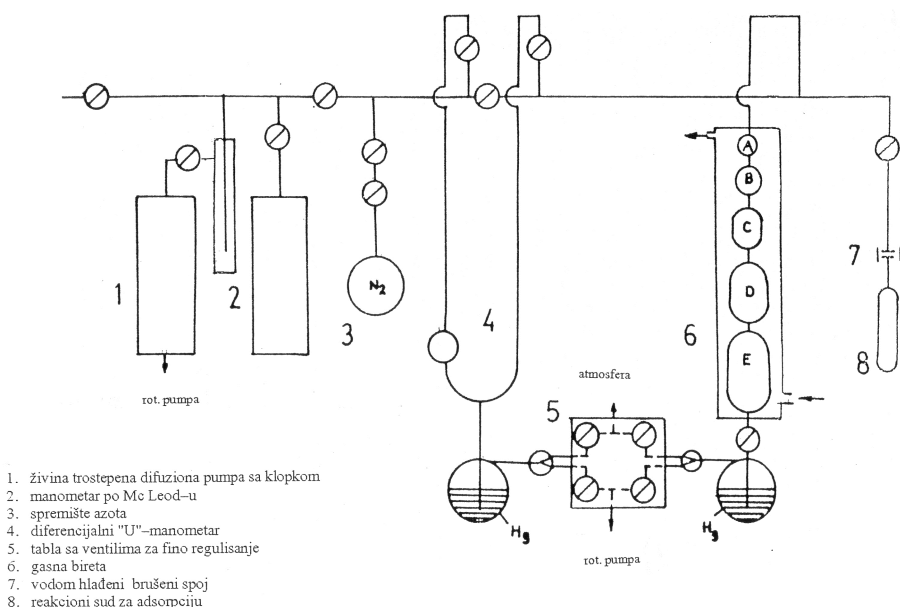 A
B
C
D
E
N2
1
2
3
4
5
6
7
8
rot. pumpa
atmosfera
Hg
Hg
rot. pumpa
1. živina trostepena difuziona pumpa sa klopkom
2. manometar po Mc Leod–u
3. spremište azota
4. diferencijalni "U"–manometar
5. tabla sa ventilima za fino regulisanje
6. gasna bireta
7. vodom hlađeni brušeni spoj
8. reakcioni sud za adsorpciju